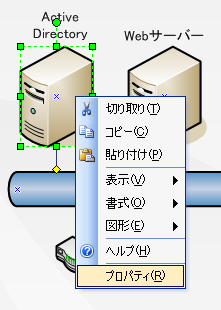 Active
Directory
Webサーバー
切り取り(T)
コピー(C)
貼り付け(P)
表示(V)
書式(O)
図形(E)
ヘルプ(H)
プロパティ(R)